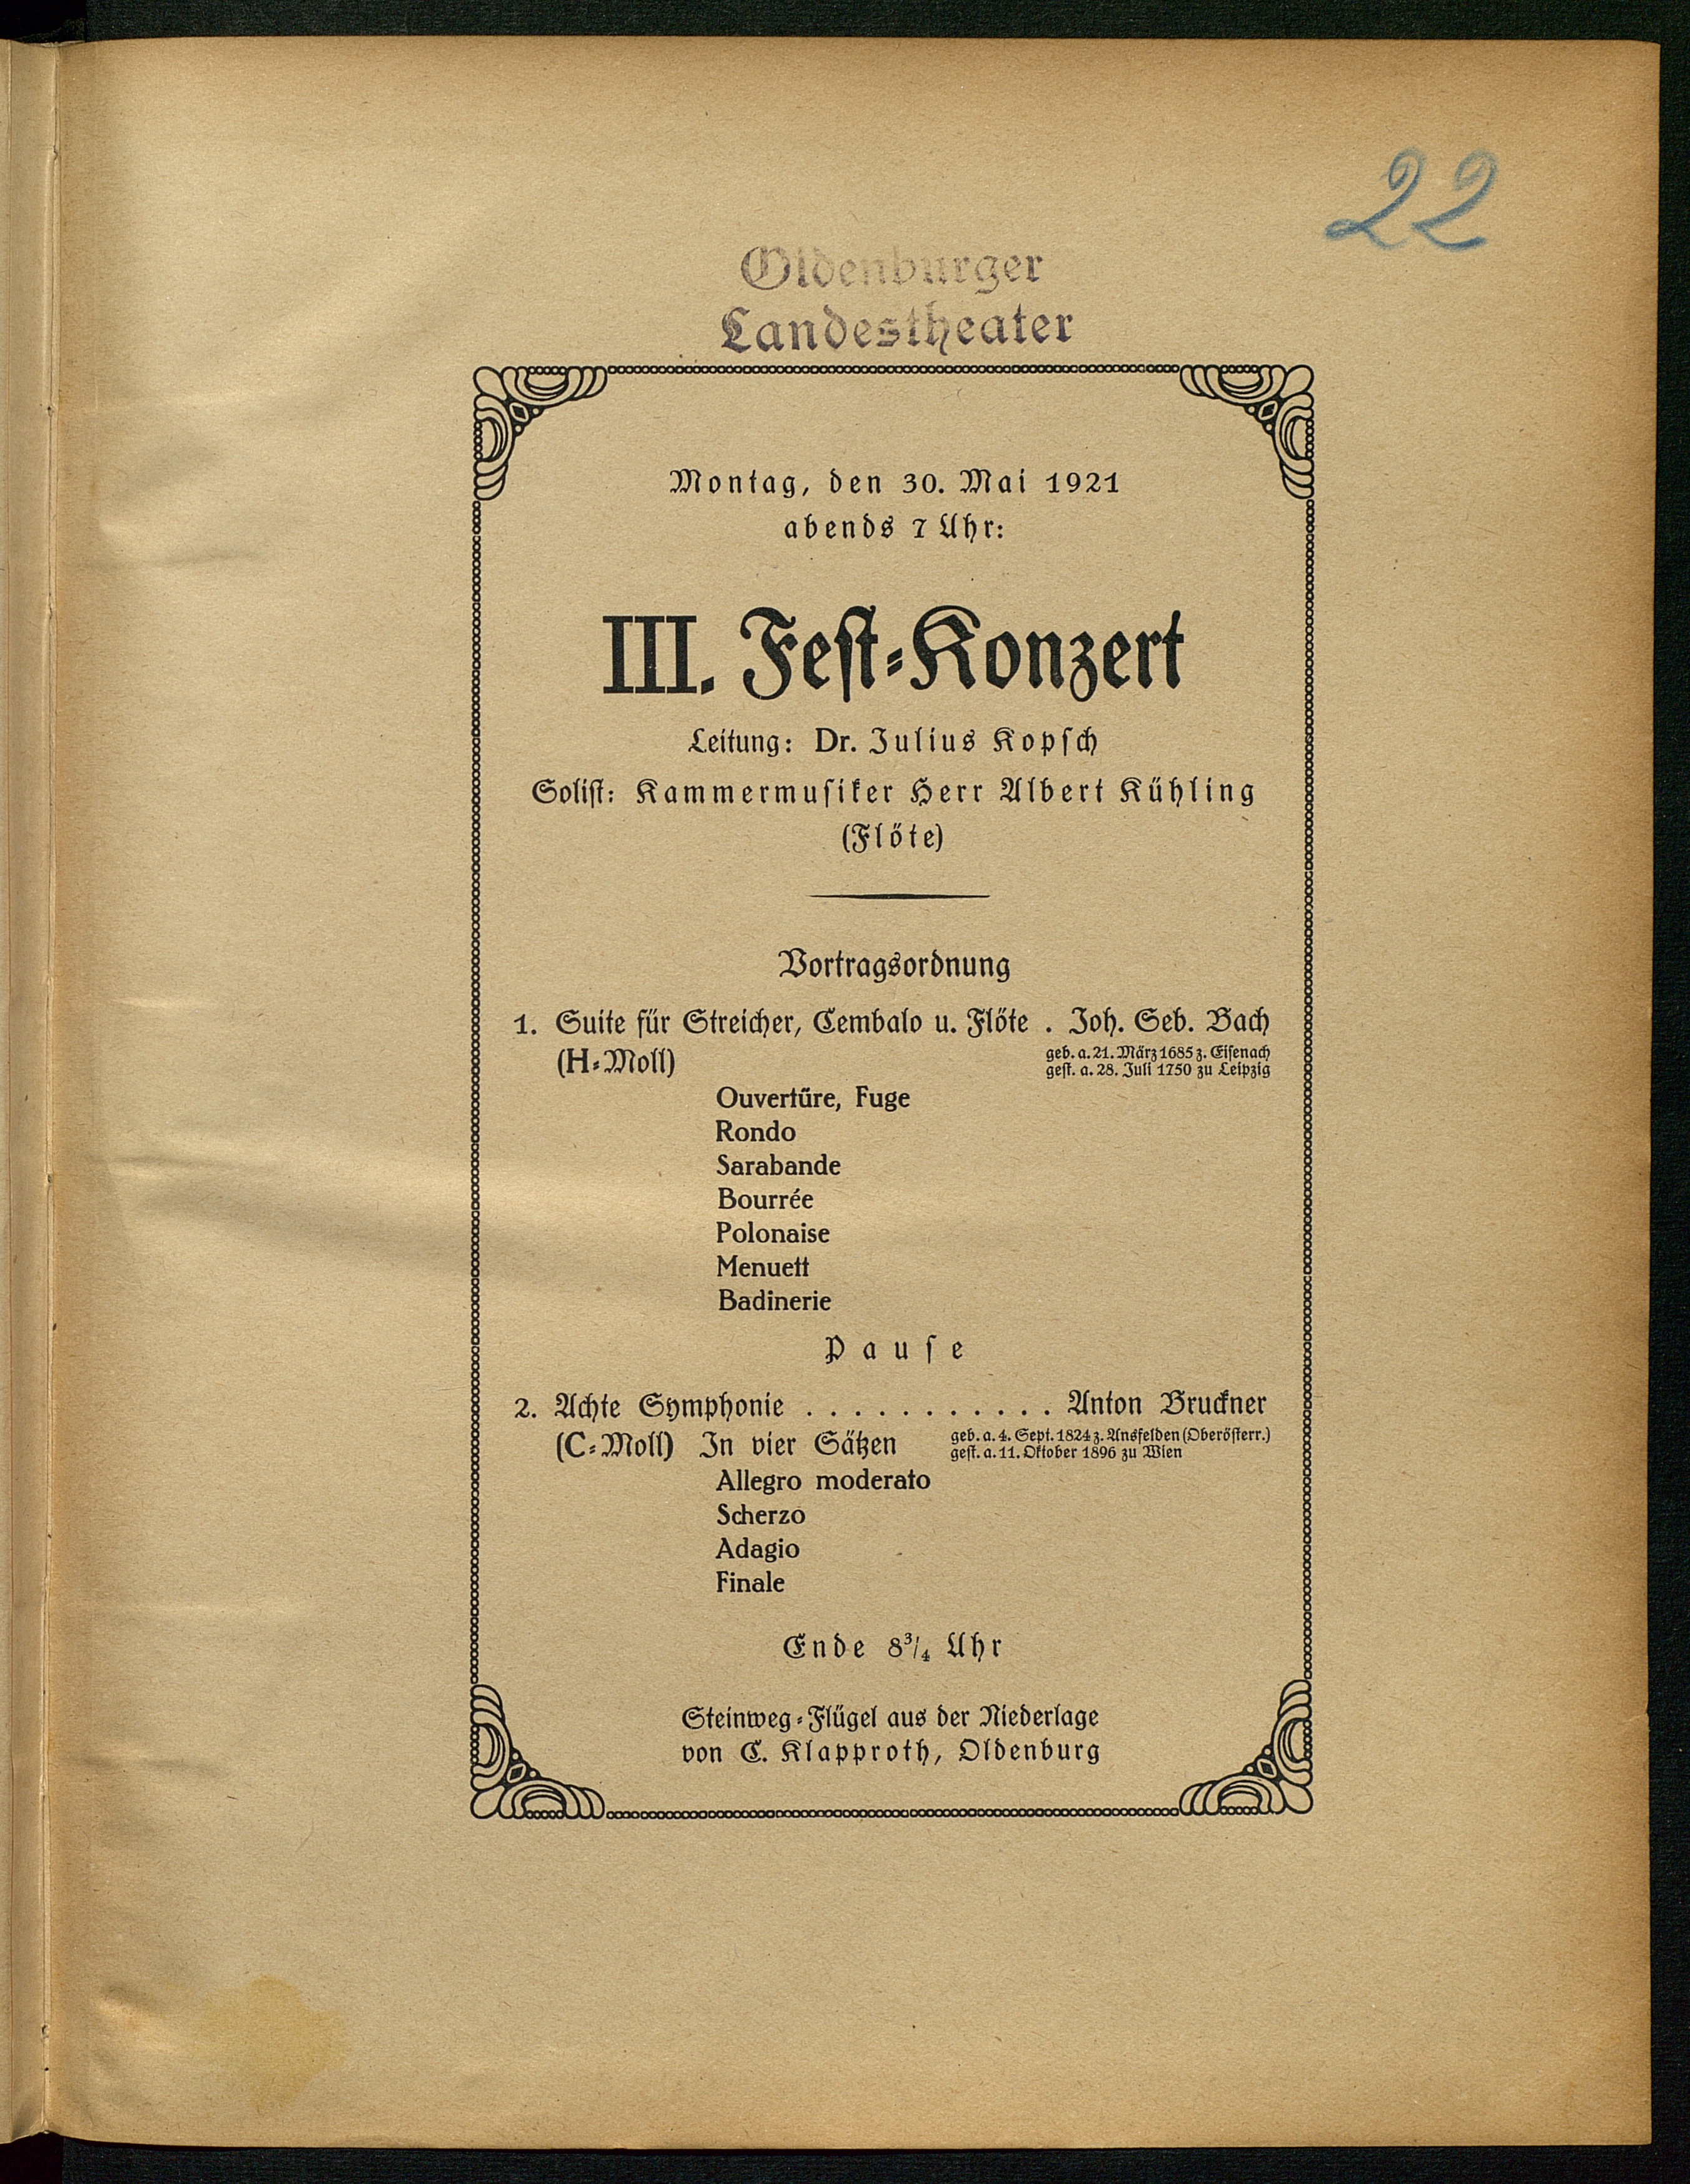 22
Oldenburger
Landestheater
Montag, den 30. Mai 1921
abends 7 Uhr:
III. Fest-Konzert
Leitung: Dr. Julius Kopsch
Solist: Kammermusiker Herr Albert Kühling
(Flöte)
Vortragsordnung
1. Suite für Streicher, Cembalo u. Flöte . Joh. Seb. Bach
(H-Moll) geb. a. 21. März 1685 z. Eisenach
gest. a. 28. Juli 1750 zu Leipzig
Ouvertüre, Fuge
Rondo
Sarabande
Bourrée
Polonaise
Menuett
Badinerie
Pause
2. Achte Symphonie . . . . . . . . . . . Anton Bruckner
(C-Moll) In vier Sätzen geb. a. 4. Sept. 1824 z. Ansfelden (Oberösterr.)
gest. a. 11. Oktober 1896 zu Wien
Allegro moderato
Scherzo
Adagio
Finale
Ende 8 3/4 Uhr
Steinweg-Flügel aus der Niederlage
von C. Klapproth, Oldenburg